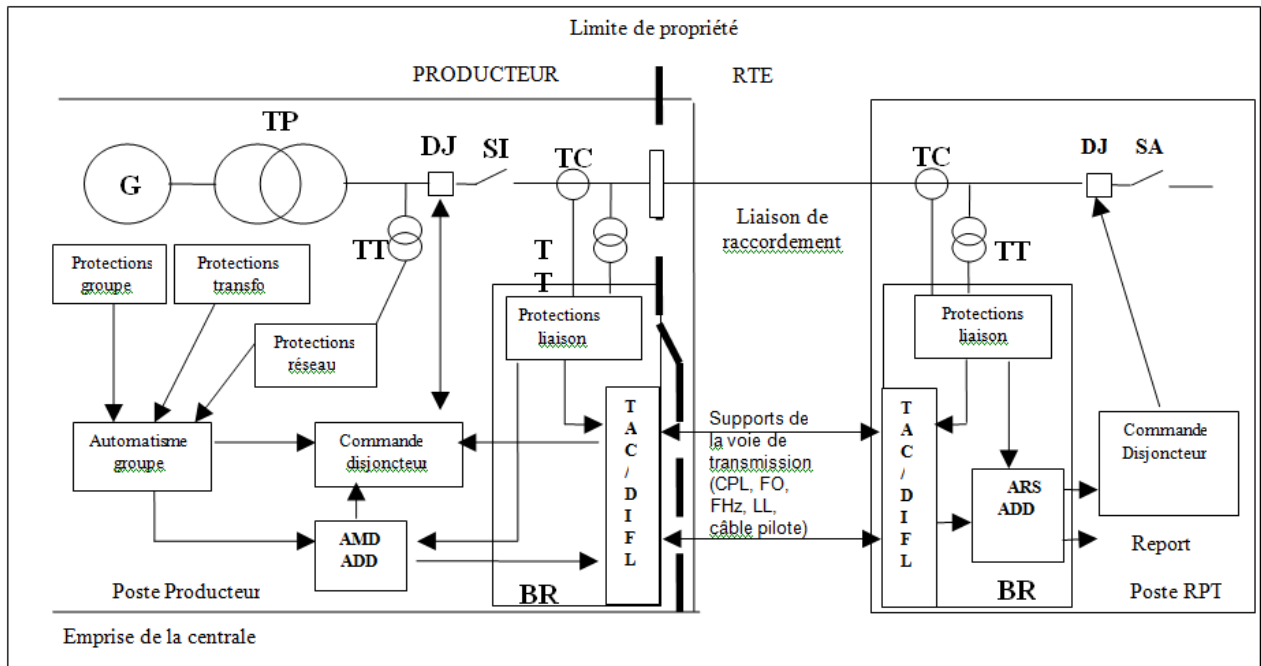 Limite de propriété
PRODUCTEUR
RTE
TP
DJ
SI
TC
TC
DJ
SA
G
TT
T
T
TT
Liaison de
raccordement
Protections
groupe
Protections
transfo
Protections
réseau
Protections
liaison
Protections
liaison
Automatisme
groupe
Commande
disjoncteur
T
A
C
/
D
I
F
L
Supports de
la voie de
transmission
(CPL, FO,
FHz, LL,
câble pilote)
T
A
C
/
D
I
F
L
Commande
Disjoncteur
ARS
ADD
AMD
ADD
Report
Poste Producteur
BR
BR
Poste RPT
Emprise de la centrale